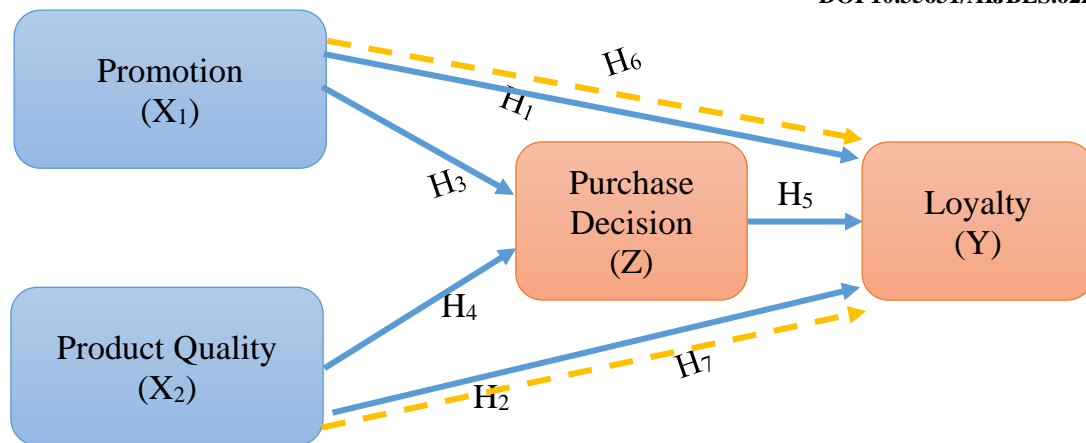 Promotion
(X₁)
H₆
H₁
H₃
Purchase
Decision
(Z)
H₅
Loyalty
(Y)
H₄
Product Quality
(X₂)
H₇
H₂